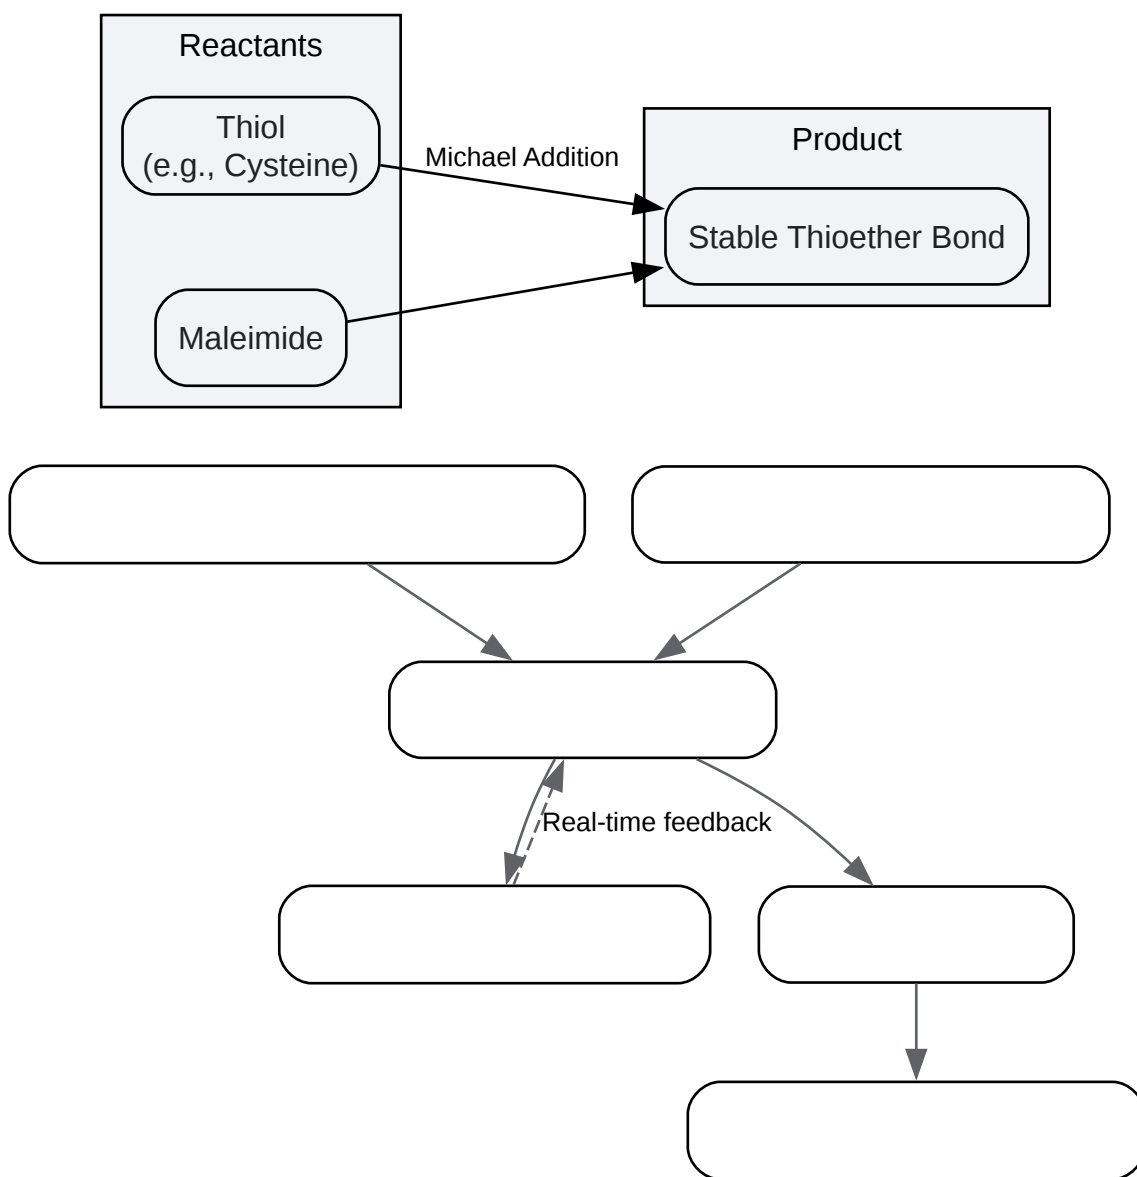 Reactants
Thiol
(e.g., Cysteine)
Michael Addition
Product
Stable Thioether Bond
Maleimide
Real-time feedback